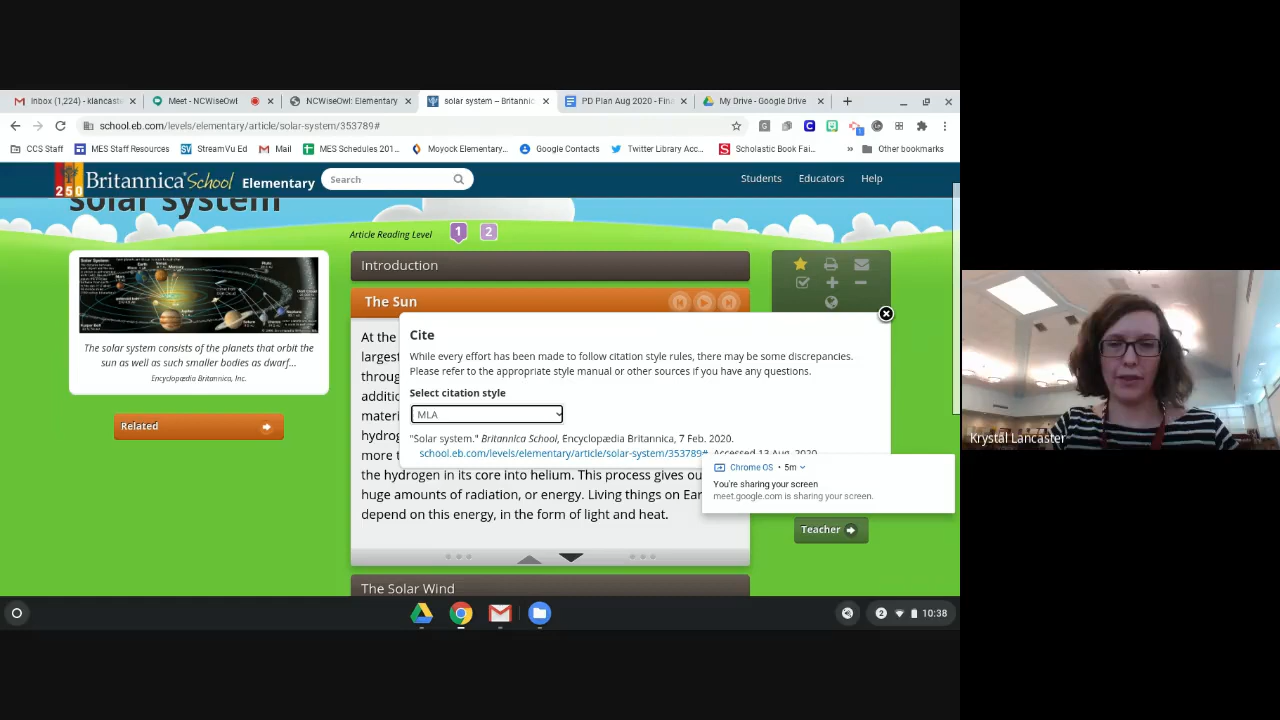 Inbox (1,224) - klancast
Meet - NCWiseOwl
NCWiseOwl: Elementary
solar system – Britannic
PD Plan Aug 2020 - Fina
My Drive - Google Drive
school.eb.com/levels/elementary/article/solar-system/353789#
CCS Staff
MES Staff Resources
StreamVu Ed
Mail
MES Schedules 201...
Moyock Elementary...
Google Contacts
Twitter Library Acc...
Scholastic Book Fai...
»
Other bookmarks
250
Britannica School Elementary
Search
Students
Educators
Help
solar system
Article Reading Level
1
2
Introduction
The Sun
The solar system consists of the planets that orbit the
sun as well as such smaller bodies as dwarf...
Encyclopædia Britannica, Inc.
Related
At the
largest
throug
additio
materi
hydrog
more t
the hydrogen in its core into helium. This process gives ou
huge amounts of radiation, or energy. Living things on Ear
depend on this energy, in the form of light and heat.
The Solar Wind
Cite
While every effort has been made to follow citation style rules, there may be some discrepancies.
Please refer to the appropriate style manual or other sources if you have any questions.
Select citation style
MLA
"Solar system." Britannica School, Encyclopædia Britannica, 7 Feb. 2020.
school.eb.com/levels/elementary/article/solar-system/353789#. Accessed 13 Aug. 2020.
Chrome OS • 5m
You're sharing your screen
meet.google.com is sharing your screen.
Teacher
2
10:38
Krystal Lancaster